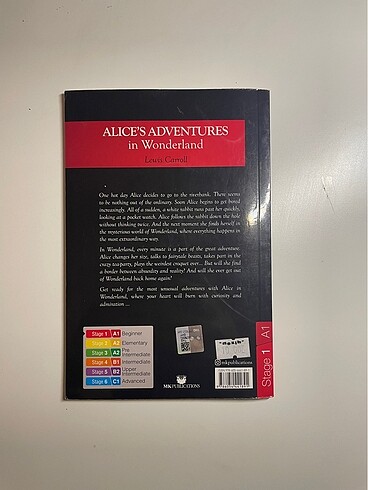 ALICE'S ADVENTURES
in Wonderland
Lewis Carroll
One hot day Alice decides to go to the riverbank. There seems
to be nothing out of the ordinary. Soon Alice begins to get bored
increasingly. All of a sudden, a white rabbit runs past her quickly,
looking at a pocket watch. Alice follows the rabbit down the hole
without thinking twice. And the next moment she finds herself in
the mysterious world of Wonderland, where everything happens in
the most extraordinary way.
In Wonderland, every minute is a part of the great adventure.
Alice changes her size, talks to fairytale beasts, takes part in the
crazy tea-party, plays the weirdest croquet ever... But will she find
a border between absurdity and reality? And will she ever get out
of Wonderland back home again?
Get ready for the most unusual adventures with Alice in
Wonderland, where your heart will burn with curiosity and
admiration ...
Stage 1 A1 Beginner
Stage 2 A2 Elementary
Stage 3 A2 Pre Intermediate
Stage 4 B1 Intermediate
Stage 5 B2 Upper Intermediate
Stage 6 C1 Advanced
MK PUBLICATIONS
mkpublications
Stage 1 A1